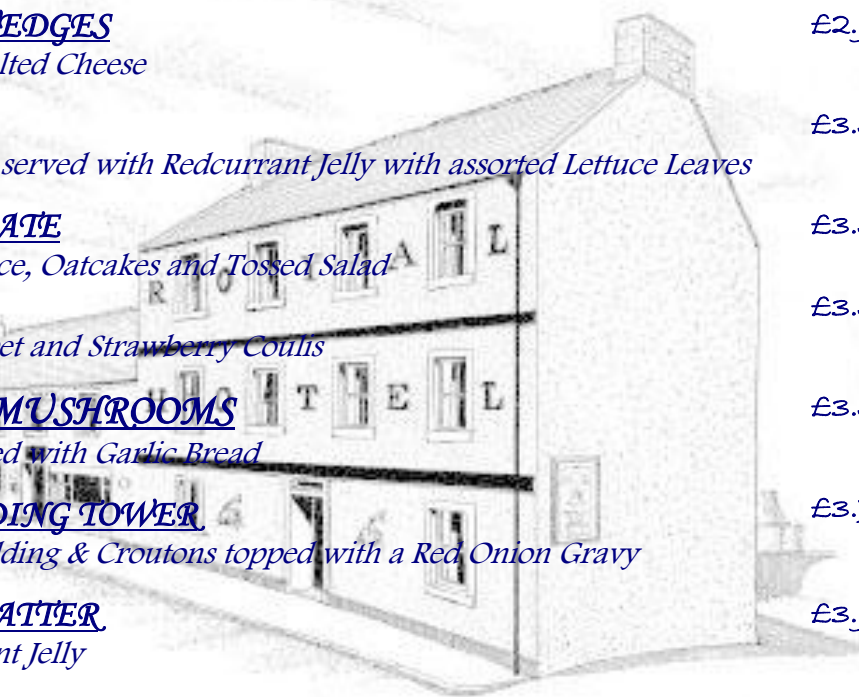 EDGES £2.
lted Cheese
£3.
served with Redcurrant Jelly with assorted Lettuce Leaves
ATE £3.
ce, Oatcakes and Tossed Salad
ROYAL
£3.
et and Strawberry Coulis
HOTEL
MUSHROOMS £3.
ed with Garlic Bread
DING TOWER £3.
lding & Croutons topped with a Red Onion Gravy
ATTER £3.
nt Jelly